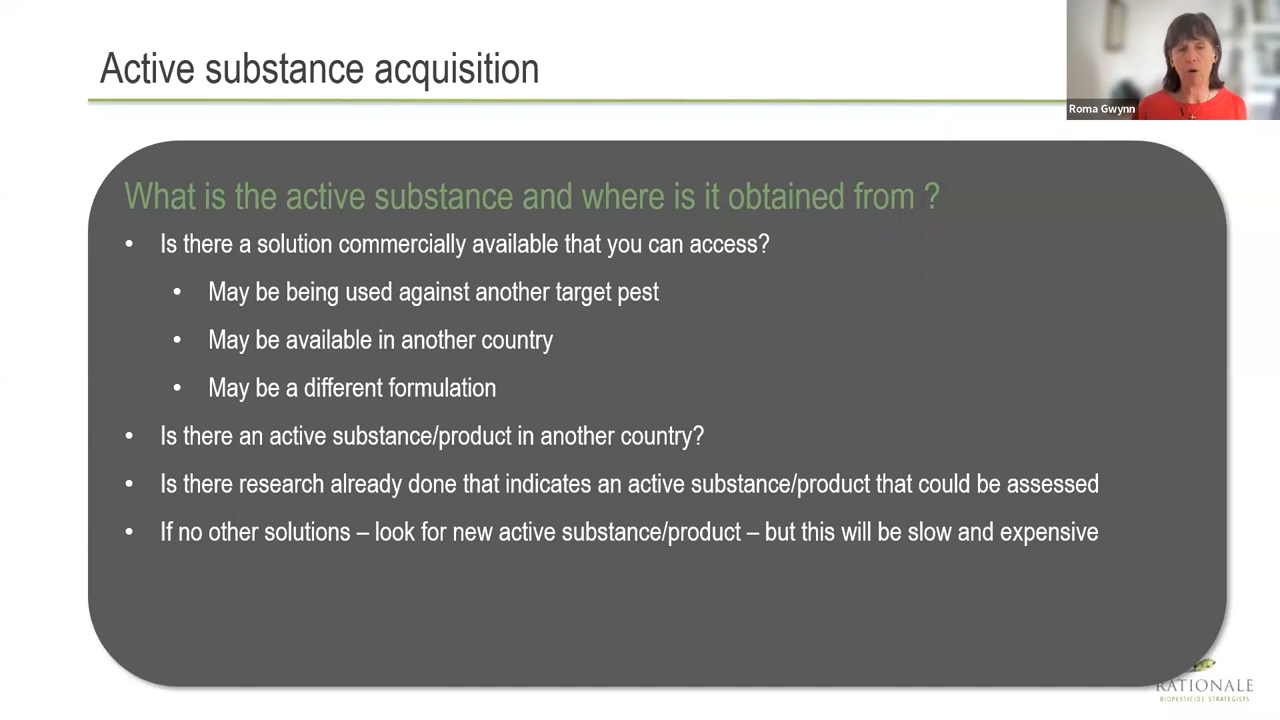 Active substance acquisition
Roma Gwynn
What is the active substance and where is it obtained from ?
• Is there a solution commercially available that you can access?
• May be being used against another target pest
• May be available in another country
• May be a different formulation
• Is there an active substance/product in another country?
• Is there research already done that indicates an active substance/product that could be assessed
• If no other solutions – look for new active substance/product – but this will be slow and expensive
RATIONALE
BIOPESTICIDE STRATEGISTS